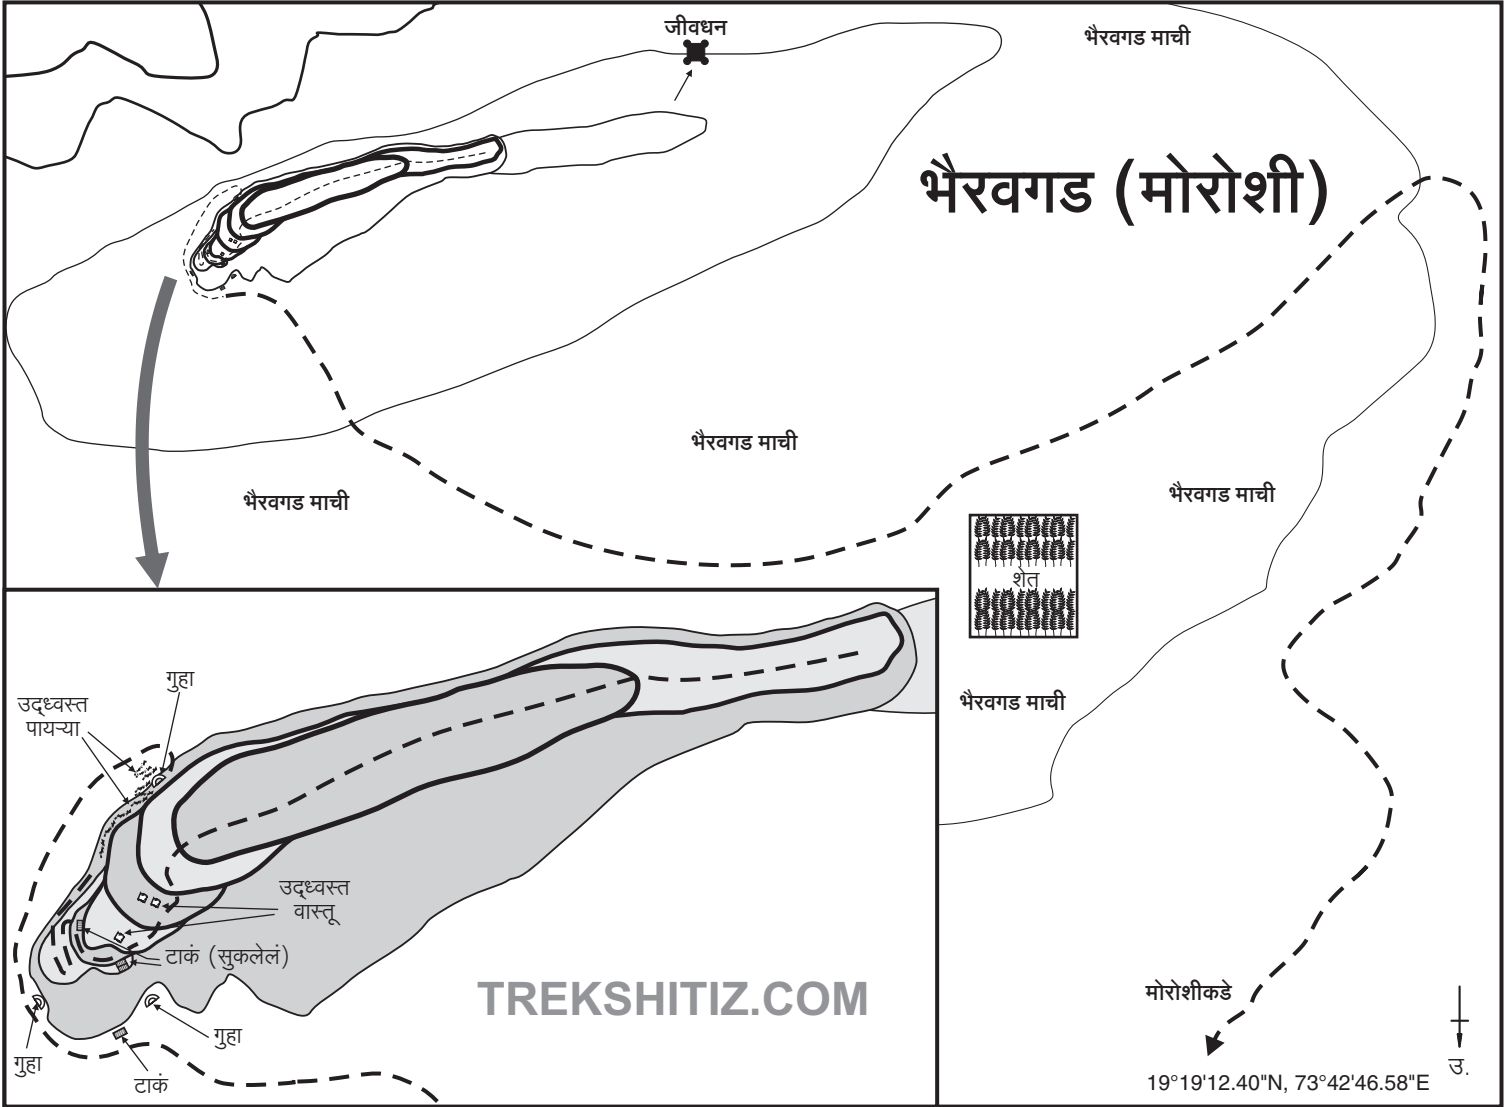 जीवधन
भैरवगड माची
भैरवगड (मोरोशी)
भैरवगड माची
भैरवगड माची
भैरवगड माची
शेत
भैरवगड माची
गुहा
उद्ध्वस्त
पायऱ्या
उद्ध्वस्त
वास्तू
टाकं (सुकलेलं)
TREKSHITIZ.COM
गुहा
गुहा
टाकं
मोरोशीकडे
उ.
19°19'12.40"N, 73°42'46.58"E